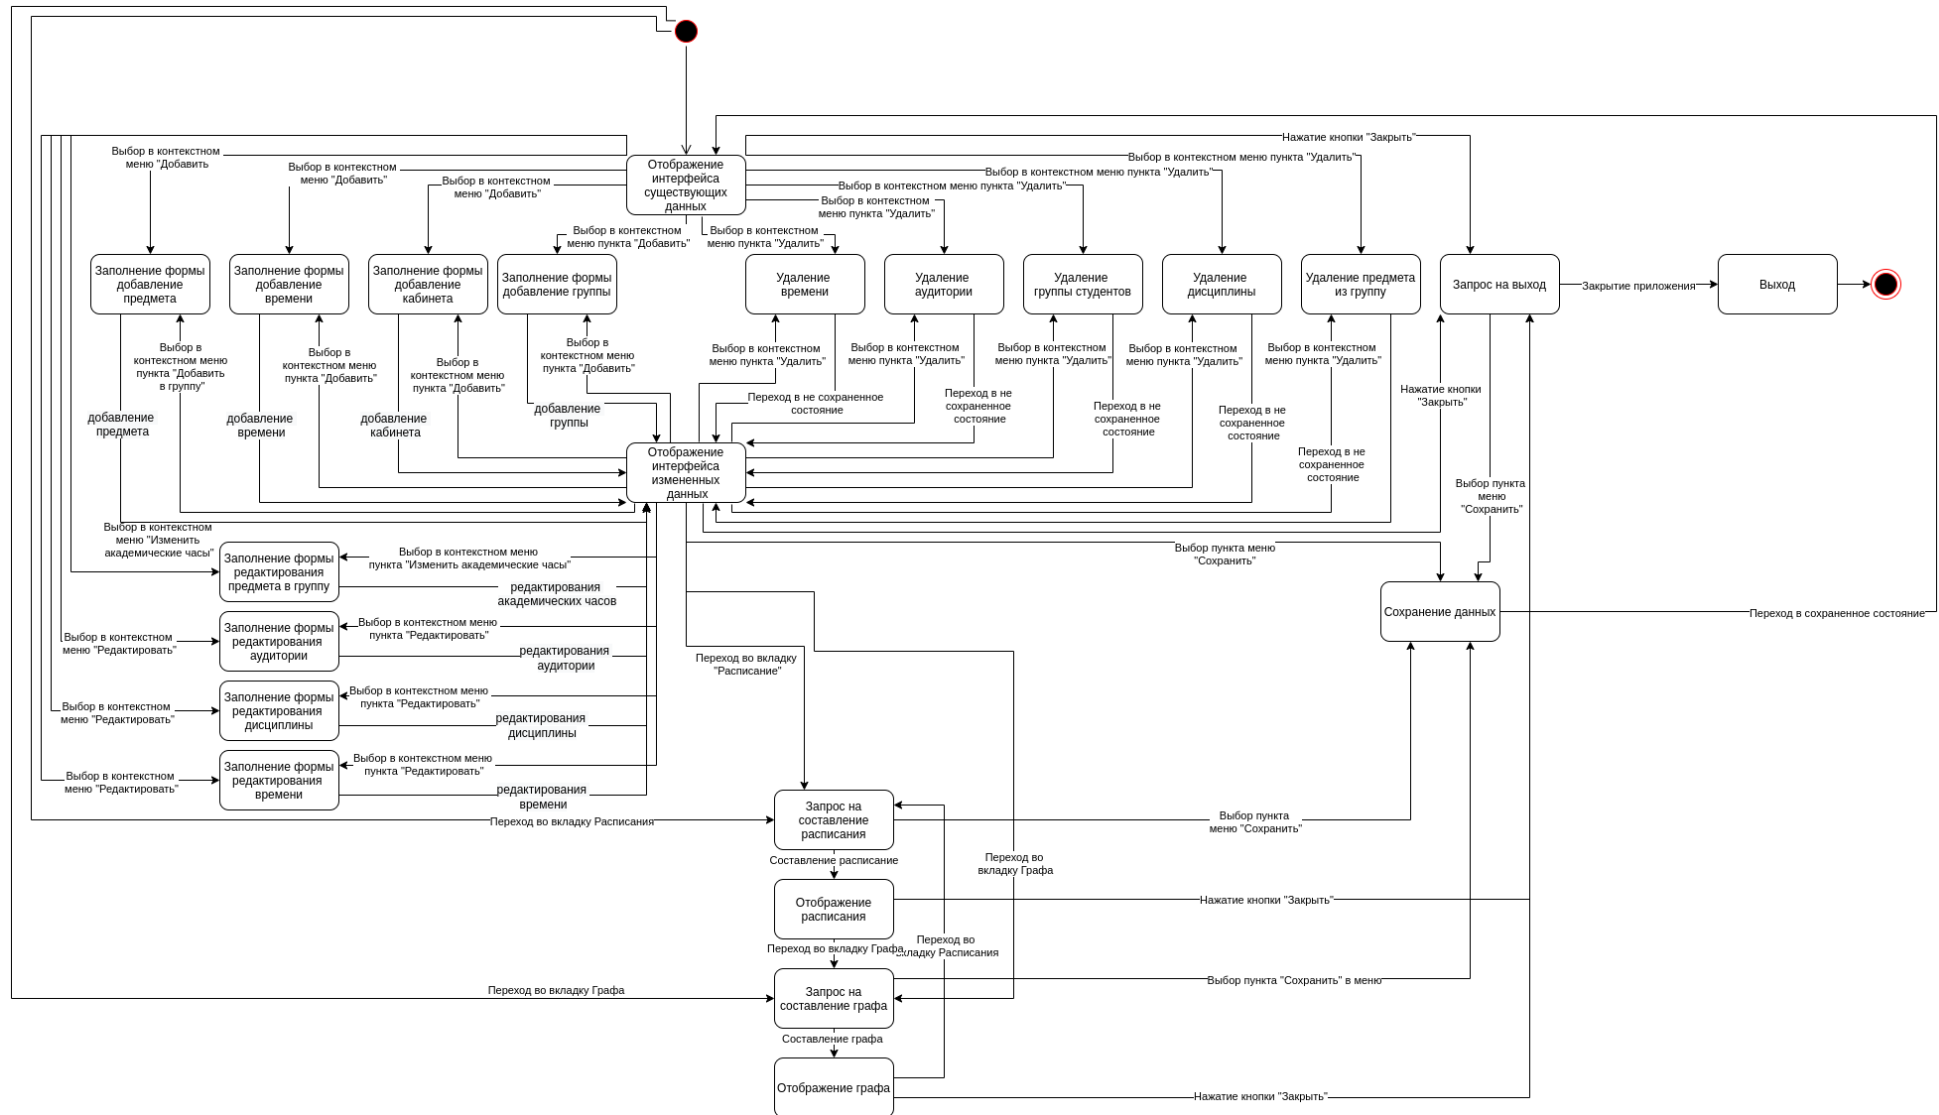 Нажатие кнопки "Закрыть"
Выбор в контекстном
меню "Добавить
Выбор в контекстном
меню "Добавить"
Выбор в контекстном
меню "Добавить"
Отображение
интерфейса
существующих
данных
Выбор в контекстном меню пункта "Удалить"
Выбор в контекстном меню пункта "Удалить"
Выбор в контекстном меню пункта "Удалить"
Выбор в контекстном
меню пункта "Удалить"
Выбор в контекстном
меню пункта "Добавить"
Выбор в контекстном
меню пункта "Удалить"
Заполнение формы
добавление
предмета
Заполнение формы
добавление
времени
Заполнение формы
добавление
кабинета
Заполнение формы
добавление группы
Удаление
времени
Удаление
аудитории
Удаление
группы студентов
Удаление
дисциплины
Удаление предмета
из группу
Запрос на выход
Закрытие приложения
Выход
Выбор в
контекстном меню
пункта "Добавить
в группу"
Выбор в
контекстном меню
пункта "Добавить"
Выбор в
контекстном меню
пункта "Добавить"
Выбор в
контекстном меню
пункта "Добавить"
Выбор в контекстном
меню пункта "Удалить"
Выбор в контекстном
меню пункта "Удалить"
Выбор в контекстном
меню пункта "Удалить"
Выбор в контекстном
меню пункта "Удалить"
Выбор в контекстном
меню пункта "Удалить"
Нажатие кнопки
"Закрыть"
добавление
предмета
добавление
времени
добавление
кабинета
добавление
группы
Переход в не сохраненное
состояние
Переход в не
сохраненное
состояние
Переход в не
сохраненное
состояние
Переход в не
сохраненное
состояние
Переход в не
сохраненное
состояние
Отображение
интерфейса
измененных
данных
Выбор пункта
меню
"Сохранить"
Выбор в контекстном
меню "Изменить
академические часы"
Заполнение формы
редактирования
предмета в группу
Выбор в контекстном меню
пункта "Изменить академические часы"
редактирования
академических часов
Выбор пункта меню
"Сохранить"
Сохранение данных
Переход в сохраненное состояние
Выбор в контекстном
меню "Редактировать"
Заполнение формы
редактирования
аудитории
Выбор в контекстном меню
пункта "Редактировать"
редактирования
аудитории
Переход во вкладку
"Расписание"
Выбор в контекстном
меню "Редактировать"
Заполнение формы
редактирования
дисциплины
Выбор в контекстном меню
пункта "Редактировать"
редактирования
дисциплины
Выбор в контекстном
меню "Редактировать"
Заполнение формы
редактирования
времени
Выбор в контекстном меню
пункта "Редактировать"
редактирования
времени
Переход во вкладку Расписания
Запрос на
составление
расписания
Выбор пункта
меню "Сохранить"
Составление расписание
Переход во
вкладку Графа
Отображение
расписания
Нажатие кнопки "Закрыть"
Переход во вкладку Графа
Переход во
вкладку Расписания
Переход во вкладку Графа
Запрос на
составление графа
Выбор пункта "Сохранить" в меню
Составление графа
Отображение графа
Нажатие кнопки "Закрыть"